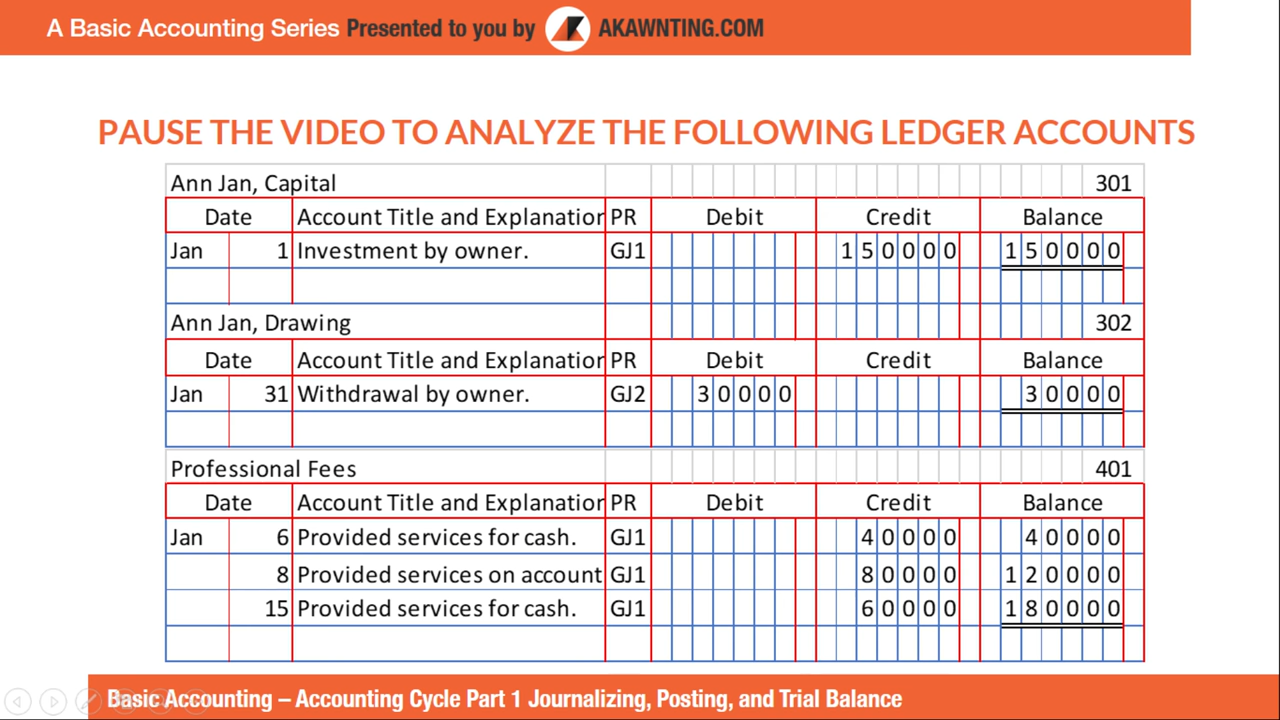 A Basic Accounting Series Presented to you by AKAWNTING.COM
PAUSE THE VIDEO TO ANALYZE THE FOLLOWING LEDGER ACCOUNTS
Ann Jan, Capital 301
Date Account Title and Explanation PR Debit Credit Balance
Jan 1 Investment by owner. GJ1 150000 150000
Ann Jan, Drawing 302
Date Account Title and Explanation PR Debit Credit Balance
Jan 31 Withdrawal by owner. GJ2 30000 30000
Professional Fees 401
Date Account Title and Explanation PR Debit Credit Balance
Jan 6 Provided services for cash. GJ1 40000 40000
8 Provided services on account GJ1 80000 120000
15 Provided services for cash. GJ1 60000 180000
Basic Accounting – Accounting Cycle Part 1 Journalizing, Posting, and Trial Balance